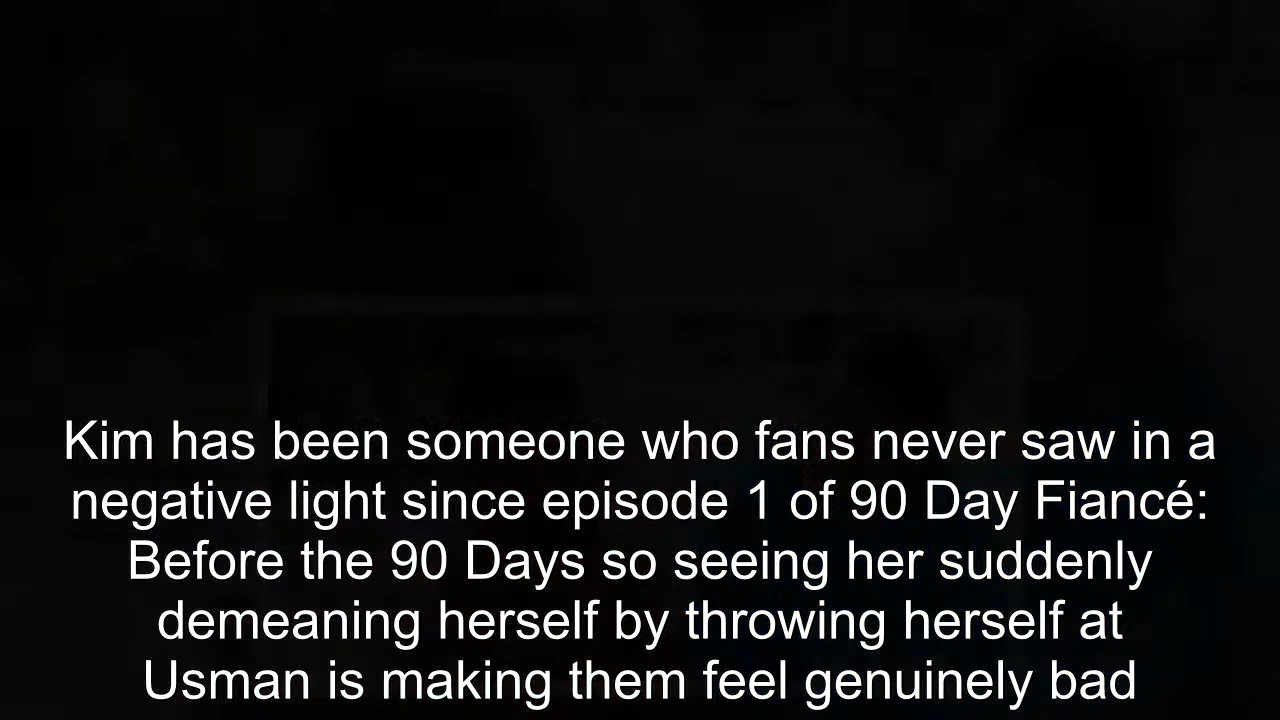 Kim has been someone who fans never saw in a
negative light since episode 1 of 90 Day Fiancé:
Before the 90 Days so seeing her suddenly
demeaning herself by throwing herself at
Usman is making them feel genuinely bad